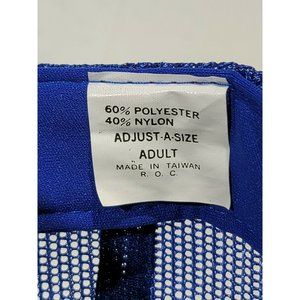 60% POLYESTER
40% NYLON
ADJUST-A-SIZE
ADULT
MADE IN TAIWAN
R. O. C.